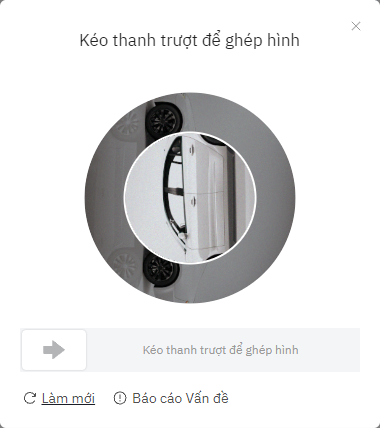 Kéo thanh trượt để ghép hình
Kéo thanh trượt để ghép hình
Làm mới
Báo cáo Vấn đề